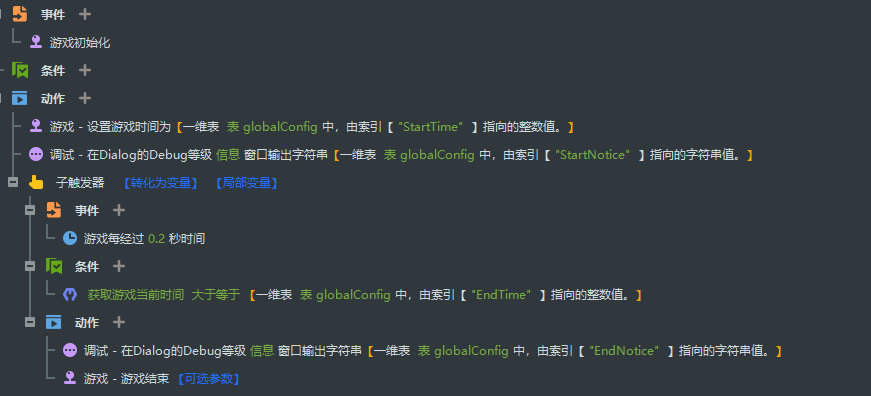 事件
游戏初始化
条件
动作
游戏 - 设置游戏时间为【一维表 表 globalConfig 中，由索引【 "StartTime" 】指向的整数值。】
调试 - 在Dialog的Debug等级 信息 窗口输出字符串【一维表 表 globalConfig 中，由索引【 "StartNotice" 】指向的字符串值。】
子触发器 【转化为变量】 【局部变量】
事件
游戏每经过 0.2 秒时间
条件
获取游戏当前时间 大于等于 【一维表 表 globalConfig 中，由索引【 "EndTime" 】指向的整数值。】
动作
调试 - 在Dialog的Debug等级 信息 窗口输出字符串【一维表 表 globalConfig 中，由索引【 "EndNotice" 】指向的字符串值。】
游戏 - 游戏结束 【可选参数】